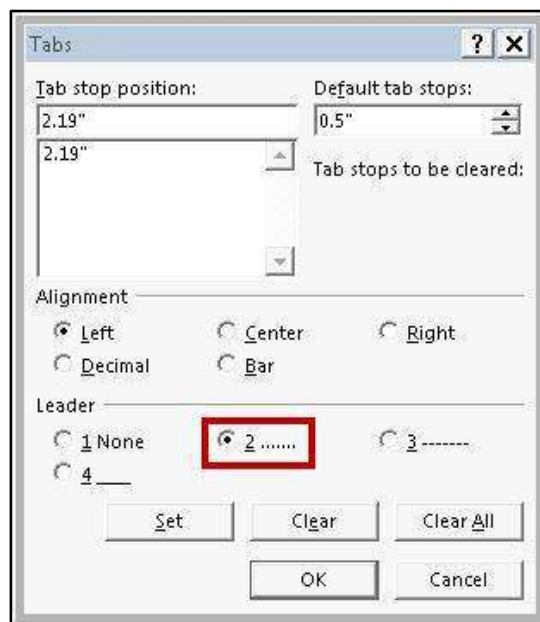 Tabs ? X
Tab stop position: Default tab stops:
2.19" 0.5"
2.19"
Tab stops to be cleared:
Alignment
Left Center Right
Decimal Bar
Leader
1 None 2 ....... 3 -------
4 ___
Set Clear Clear All
OK Cancel